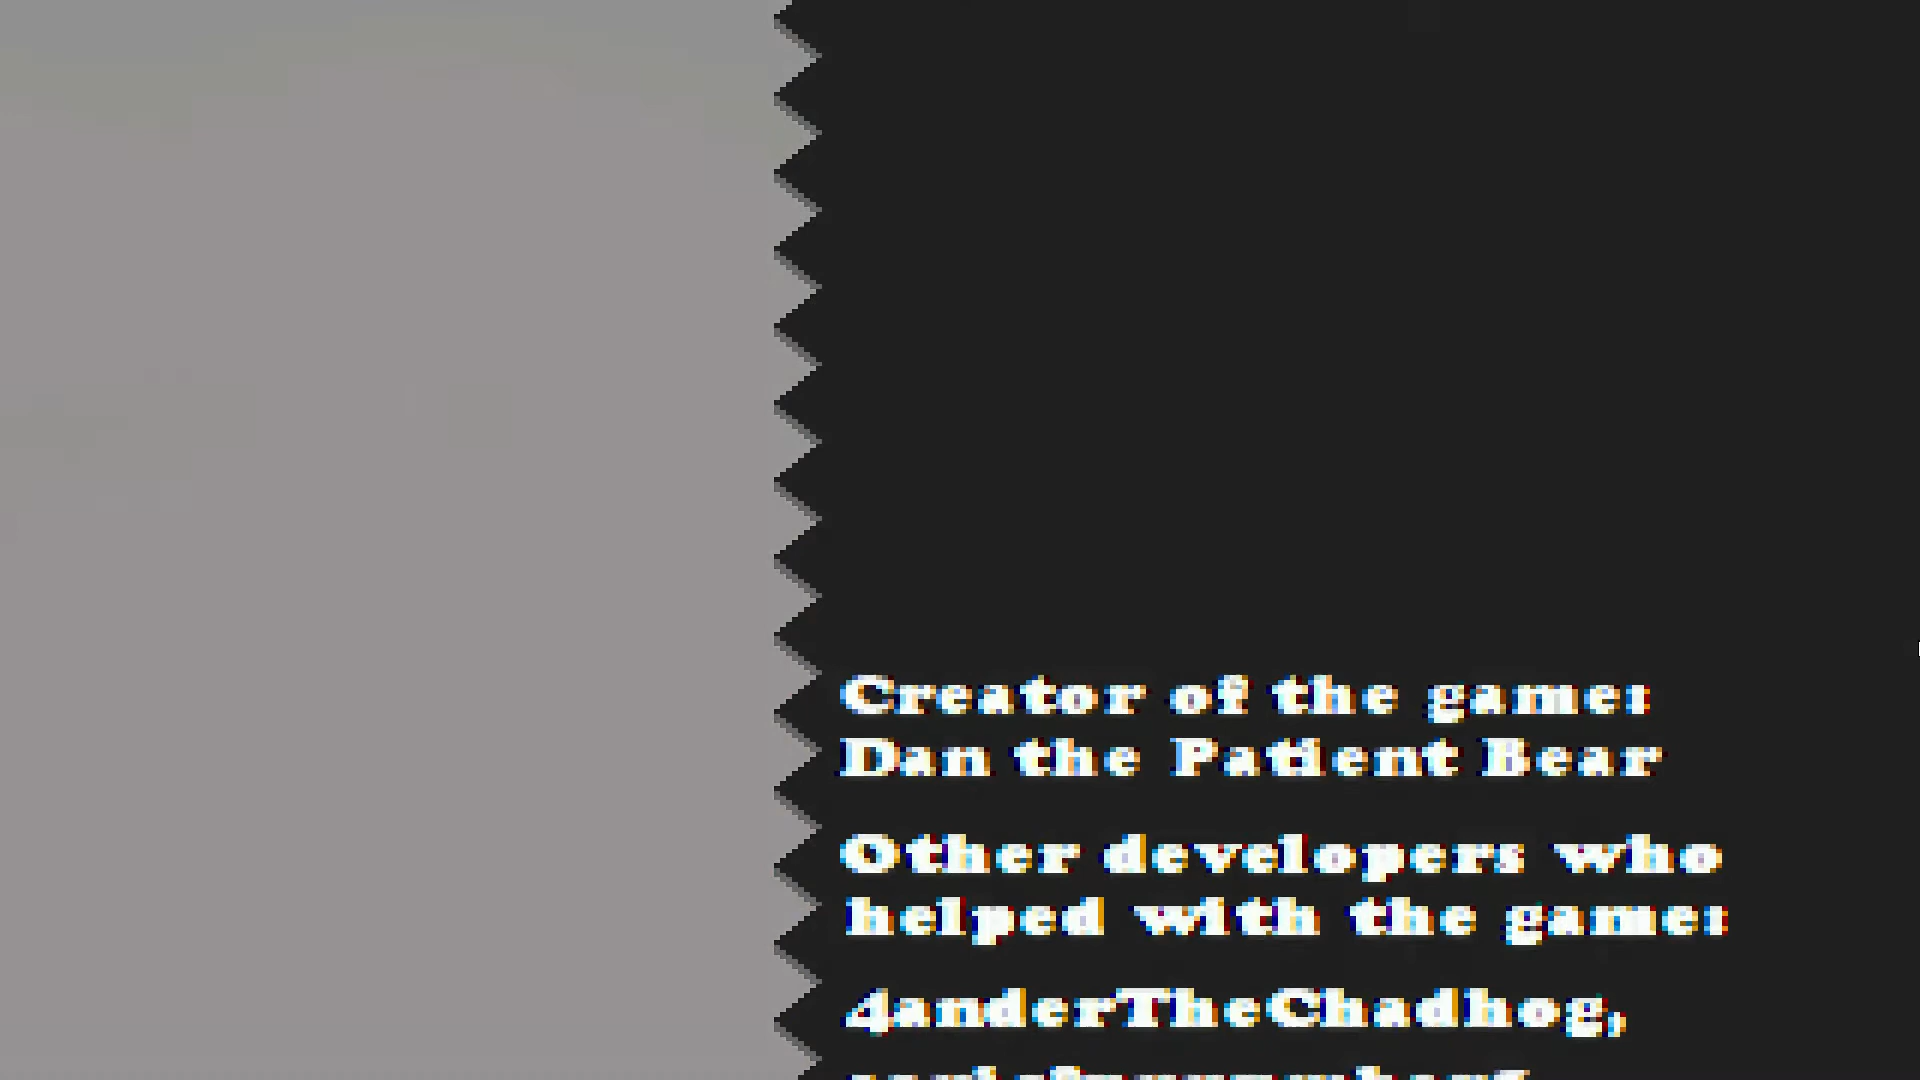 Creator of the game:
Dan the Patient Bear
Other developers who
helped with the game:
4anderTheChadhog,